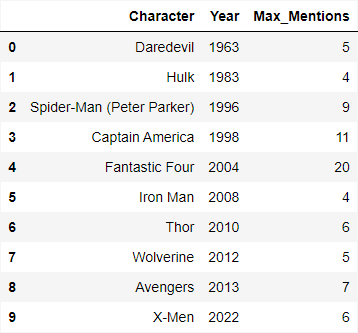 Character Year Max_Mentions
0 Daredevil 1963 5
1 Hulk 1983 4
2 Spider-Man (Peter Parker) 1996 9
3 Captain America 1998 11
4 Fantastic Four 2004 20
5 Iron Man 2008 4
6 Thor 2010 6
7 Wolverine 2012 5
8 Avengers 2013 7
9 X-Men 2022 6